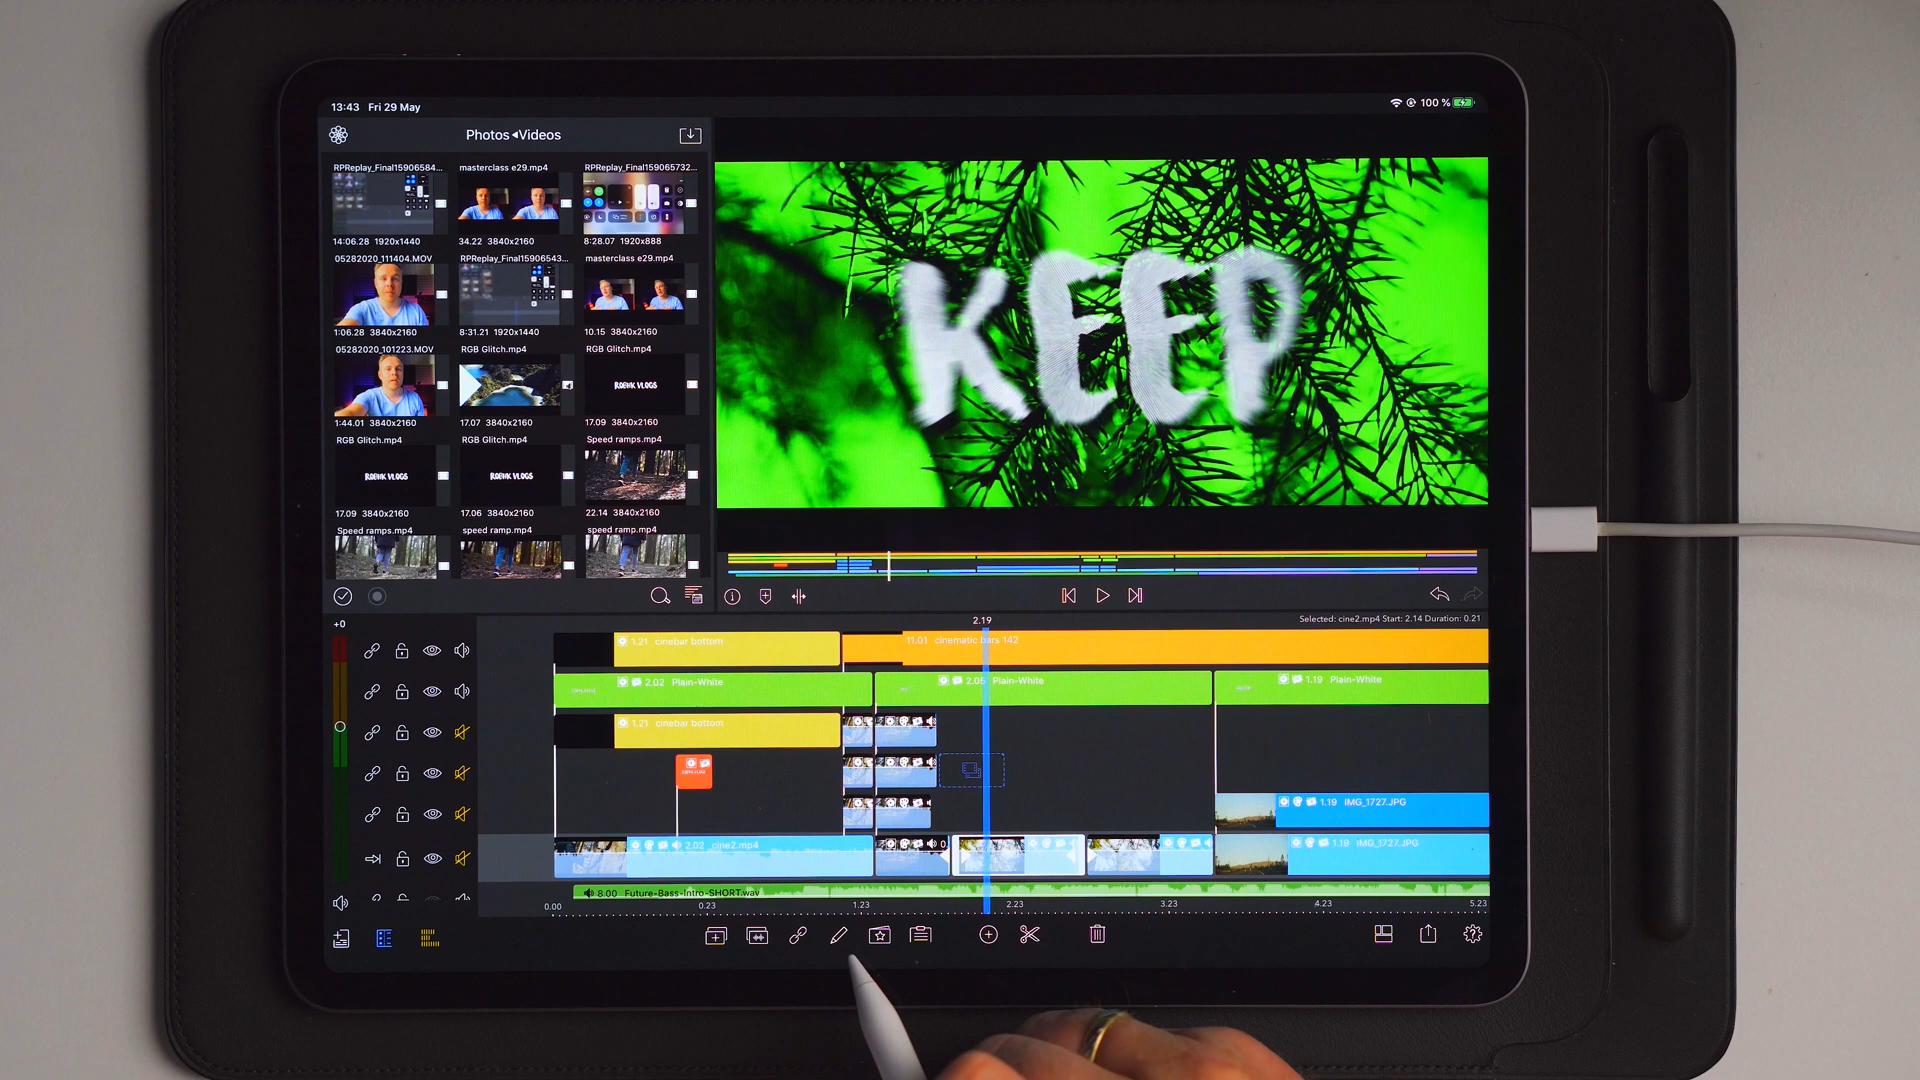 13:43 Fri 29 May
100 %
Photos◂Videos
RPReplay_Final15906584...
masterclass e29.mp4
RPReplay_Final159065732...
14:06.28 1920x1440
34.22 3840x2160
8:28.07 1920x888
05282020_111404.MOV
RPReplay_Final15906543...
masterclass e29.mp4
1:06.28 3840x2160
8:31.21 1920x1440
10.15 3840x2160
05282020_101223.MOV
RGB Glitch.mp4
RGB Glitch.mp4
ROEHK VLOGS
1:44.01 3840x2160
17.07 3840x2160
17.09 3840x2160
RGB Glitch.mp4
RGB Glitch.mp4
Speed ramps.mp4
ROEHK VLOGS
ROEHK VLOGS
17.09 3840x2160
17.06 3840x2160
22.14 3840x2160
Speed ramps.mp4
speed ramp.mp4
speed ramp.mp4
KEEP
+0
2.19
Selected: cine2.mp4 Start: 2.14 Duration: 0.21
1.21 cinebar bottom
11.01 cinematic bars 142
2.02 Plain-White
2.05 Plain-White
1.19 Plain-White
1.21 cinebar bottom
1.19 IMG_1727.JPG
2.02 cine2.mp4
1.19 IMG_1727.JPG
8.00 Future-Bass-Intro-SHORT.wav
0.00
0.23
1.23
2.23
3.23
4.23
5.23